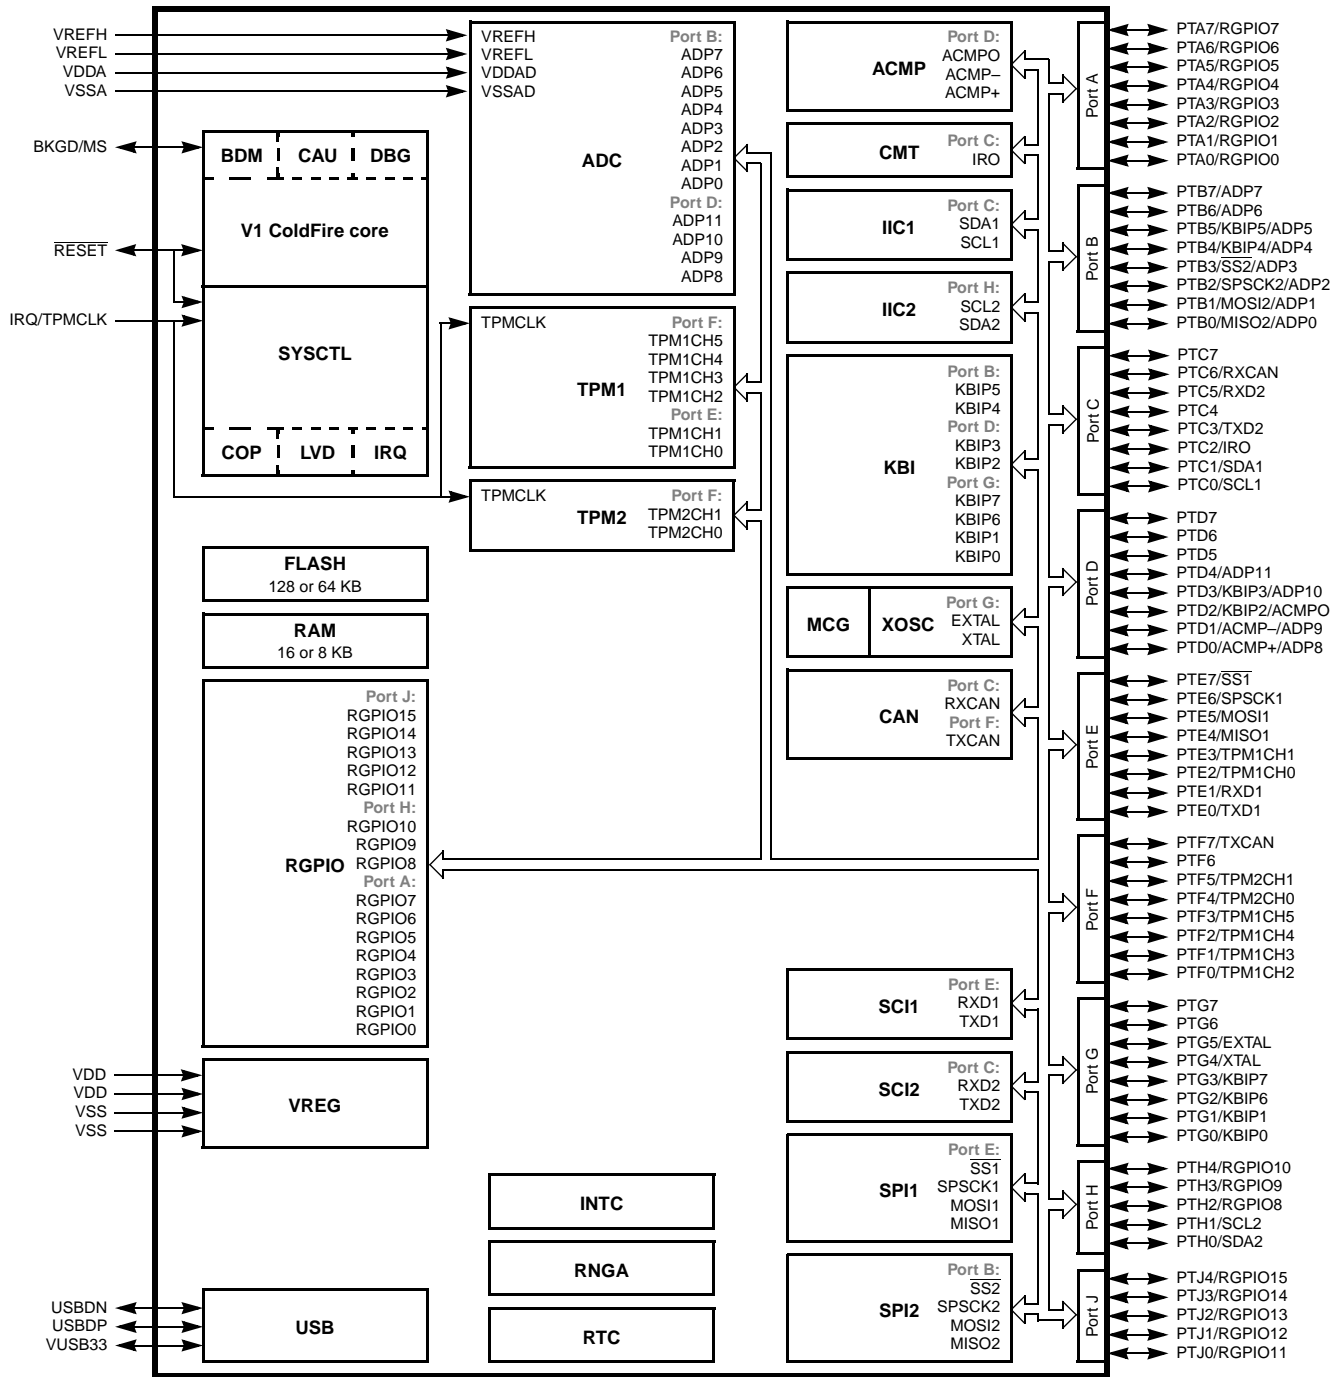 VREFH
VREFL
VDDA
VSSA
BKGD/MS
RESET
IRQ/TPMCLK
BDM
CAU
DBG
V1 ColdFire core
SYSCTL
COP
LVD
IRQ
FLASH
128 or 64 KB
RAM
16 or 8 KB
RGPIO
Port J:
RGPIO15
RGPIO14
RGPIO13
RGPIO12
RGPIO11
Port H:
RGPIO10
RGPIO9
RGPIO8
Port A:
RGPIO7
RGPIO6
RGPIO5
RGPIO4
RGPIO3
RGPIO2
RGPIO1
RGPIO0
VDD
VDD
VSS
VSS
VREG
USBDN
USBDP
VUSB33
USB
VREFH
VREFL
VDDAD
VSSAD
ADC
Port B:
ADP7
ADP6
ADP5
ADP4
ADP3
ADP2
ADP1
ADP0
Port D:
ADP11
ADP10
ADP9
ADP8
TPMCLK
TPM1
Port F:
TPM1CH5
TPM1CH4
TPM1CH3
TPM1CH2
Port E:
TPM1CH1
TPM1CH0
TPMCLK
TPM2
Port F:
TPM2CH1
TPM2CH0
INTC
RNGA
RTC
ACMP
Port D:
ACMPO
ACMP–
ACMP+
CMT
Port C:
IRO
IIC1
Port C:
SDA1
SCL1
IIC2
Port H:
SCL2
SDA2
KBI
Port B:
KBIP5
KBIP4
Port D:
KBIP3
KBIP2
Port G:
KBIP7
KBIP6
KBIP1
KBIP0
MCG
XOSC
Port G:
EXTAL
XTAL
CAN
Port C:
RXCAN
Port F:
TXCAN
SCI1
Port E:
RXD1
TXD1
SCI2
Port C:
RXD2
TXD2
SPI1
Port E:
SS1
SPSCK1
MOSI1
MISO1
SPI2
Port B:
SS2
SPSCK2
MOSI2
MISO2
Port A
PTA7/RGPIO7
PTA6/RGPIO6
PTA5/RGPIO5
PTA4/RGPIO4
PTA3/RGPIO3
PTA2/RGPIO2
PTA1/RGPIO1
PTA0/RGPIO0
Port B
PTB7/ADP7
PTB6/ADP6
PTB5/KBIP5/ADP5
PTB4/KBIP4/ADP4
PTB3/SS2/ADP3
PTB2/SPSCK2/ADP2
PTB1/MOSI2/ADP1
PTB0/MISO2/ADP0
Port C
PTC7
PTC6/RXCAN
PTC5/RXD2
PTC4
PTC3/TXD2
PTC2/IRO
PTC1/SDA1
PTC0/SCL1
Port D
PTD7
PTD6
PTD5
PTD4/ADP11
PTD3/KBIP3/ADP10
PTD2/KBIP2/ACMPO
PTD1/ACMP–/ADP9
PTD0/ACMP+/ADP8
Port E
PTE7/SS1
PTE6/SPSCK1
PTE5/MOSI1
PTE4/MISO1
PTE3/TPM1CH1
PTE2/TPM1CH0
PTE1/RXD1
PTE0/TXD1
Port F
PTF7/TXCAN
PTF6
PTF5/TPM2CH1
PTF4/TPM2CH0
PTF3/TPM1CH5
PTF2/TPM1CH4
PTF1/TPM1CH3
PTF0/TPM1CH2
Port G
PTG7
PTG6
PTG5/EXTAL
PTG4/XTAL
PTG3/KBIP7
PTG2/KBIP6
PTG1/KBIP1
PTG0/KBIP0
Port H
PTH4/RGPIO10
PTH3/RGPIO9
PTH2/RGPIO8
PTH1/SCL2
PTH0/SDA2
Port J
PTJ4/RGPIO15
PTJ3/RGPIO14
PTJ2/RGPIO13
PTJ1/RGPIO12
PTJ0/RGPIO11